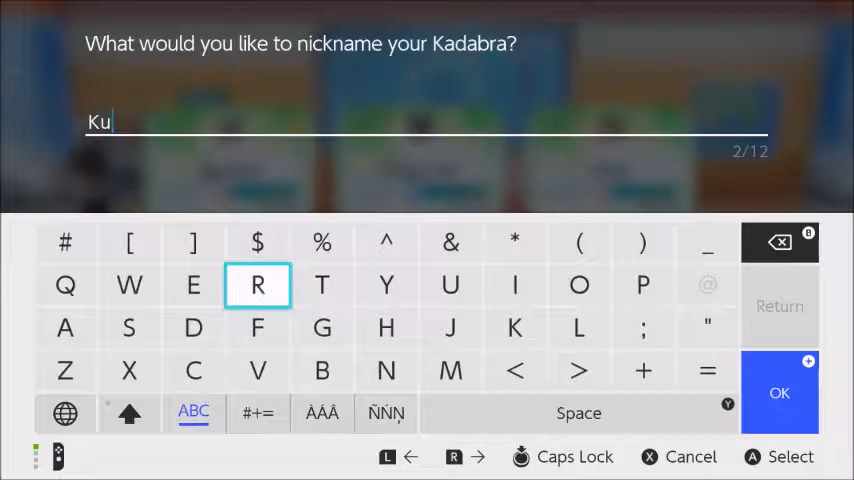 What would you like to nickname your Kadabra?
Ku
2/12
# [ ] $ % ^ & * ( ) _ B
Q W E R T Y U I O P @ Return
A S D F G H J K L ; "
Z X C V B N M < > + = + OK
ABC #+= ÀÁÂ ÑŃŅ Space Y
L ← R → Caps Lock X Cancel A Select